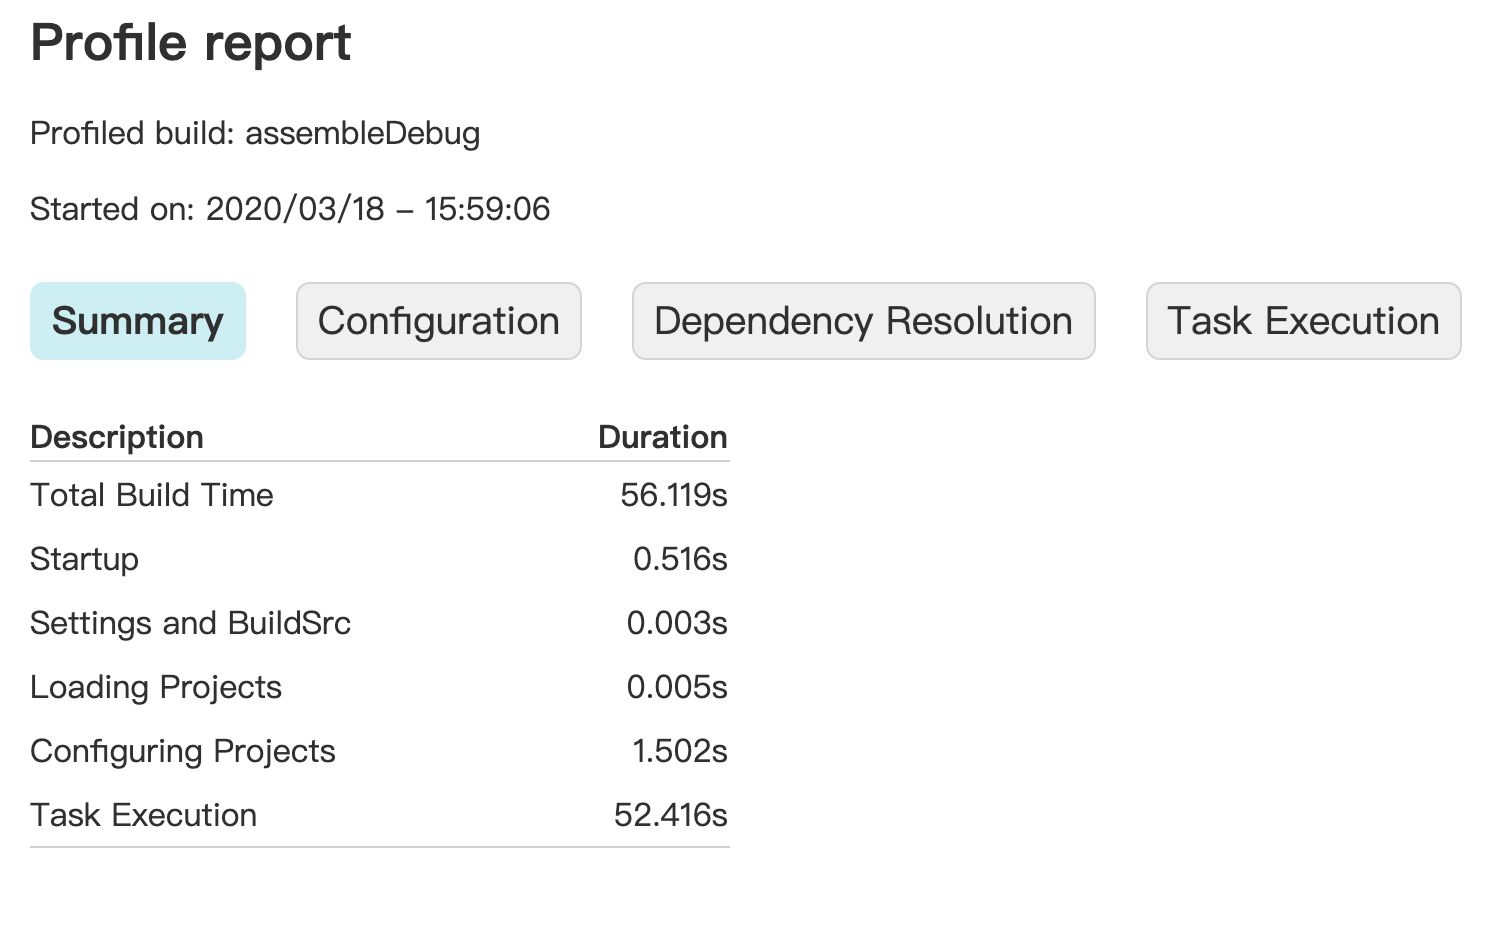 Profile report
Profiled build: assembleDebug
Started on: 2020/03/18 – 15:59:06
Summary Configuration Dependency Resolution Task Execution
Description Duration
Total Build Time 56.119s
Startup 0.516s
Settings and BuildSrc 0.003s
Loading Projects 0.005s
Configuring Projects 1.502s
Task Execution 52.416s